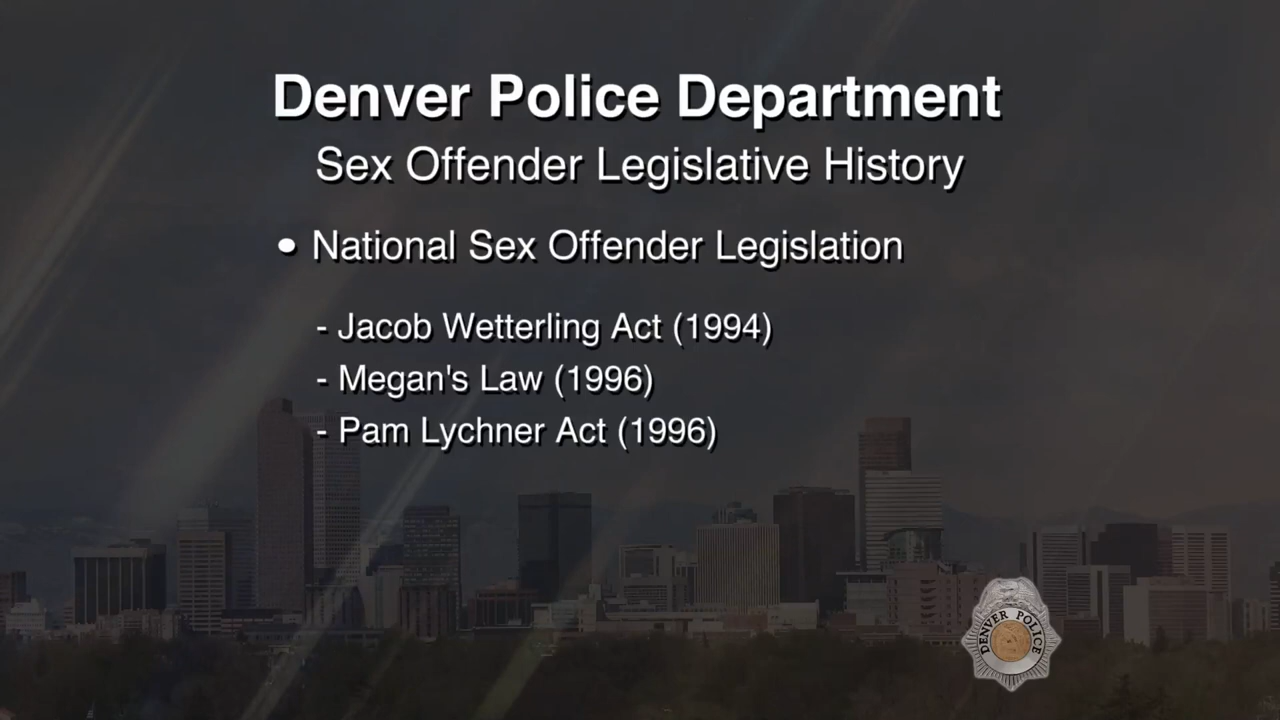 Denver Police Department
Sex Offender Legislative History
• National Sex Offender Legislation
- Jacob Wetterling Act (1994)
- Megan's Law (1996)
- Pam Lychner Act (1996)
DENVER POLICE